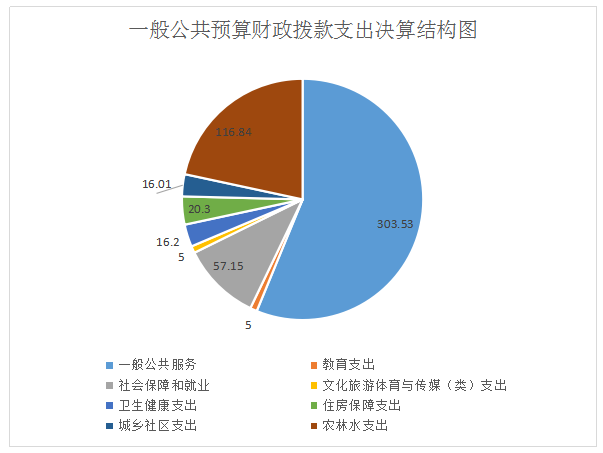 一般公共预算财政拨款支出决算结构图
116.84
16.01
20.3
303.53
16.2
5
57.15
5
一般公共服务
教育支出
社会保障和就业
文化旅游体育与传媒（类）支出
卫生健康支出
住房保障支出
城乡社区支出
农林水支出